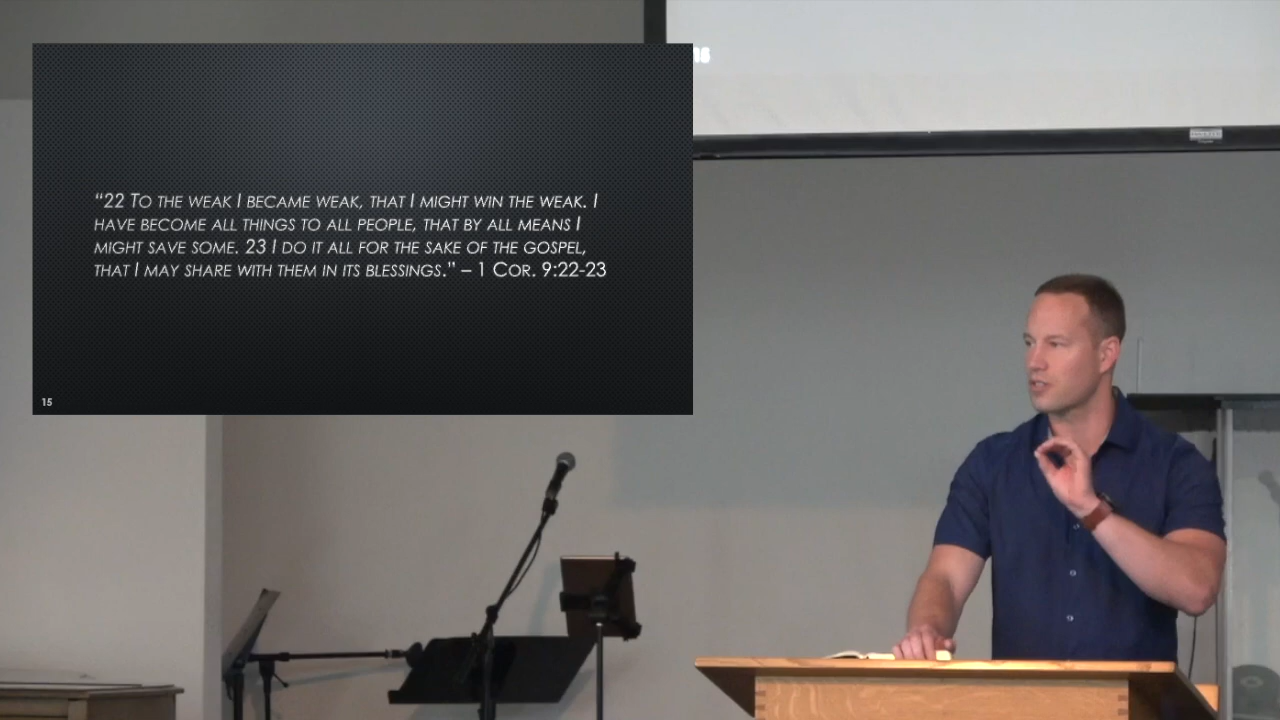 “22 To the weak I became weak, that I might win the weak. I
have become all things to all people, that by all means I
might save some. 23 I do it all for the sake of the gospel,
that I may share with them in its blessings.” – 1 Cor. 9:22-23
15